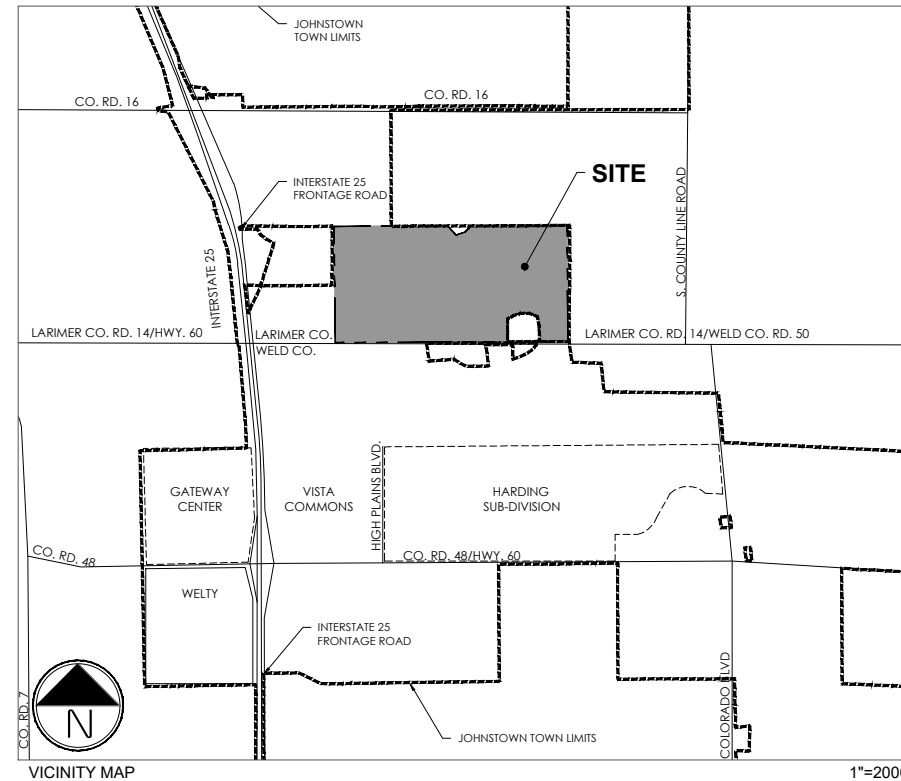 JOHNSTOWN
TOWN LIMITS
CO. RD. 16
CO. RD. 16
INTERSTATE 25
FRONTAGE ROAD
SITE
S. COUNTY LINE ROAD
INTERSTATE 25
LARIMER CO. RD. 14/HWY. 60
LARIMER CO.
WELD CO.
LARIMER CO. RD. 14/WELD CO. RD. 50
GATEWAY
CENTER
VISTA
COMMONS
HIGH PLAINS BLVD.
HARDING
SUB-DIVISION
CO. RD. 48
CO. RD. 48/HWY. 60
WELTY
INTERSTATE 25
FRONTAGE ROAD
CO. RD. 7
N
JOHNSTOWN TOWN LIMITS
COLORADO BLVD
VICINITY MAP